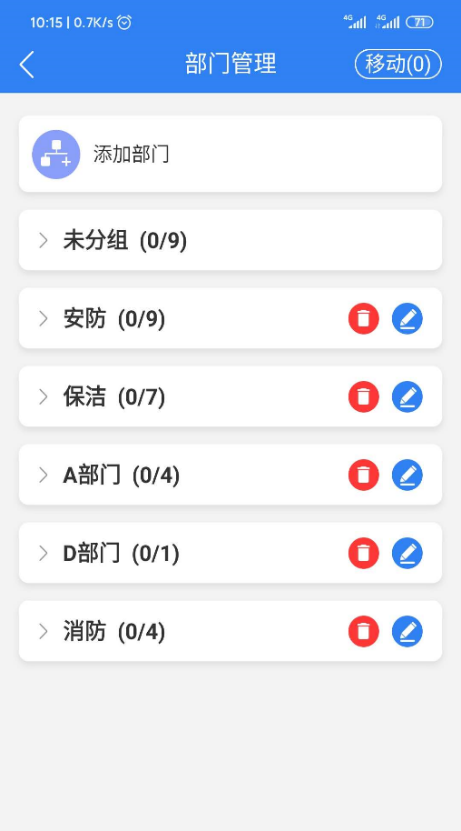 10:15 | 0.7K/s
4G 4G 71
部门管理
移动(0)
添加部门
未分组 (0/9)
安防 (0/9)
保洁 (0/7)
A部门 (0/4)
D部门 (0/1)
消防 (0/4)